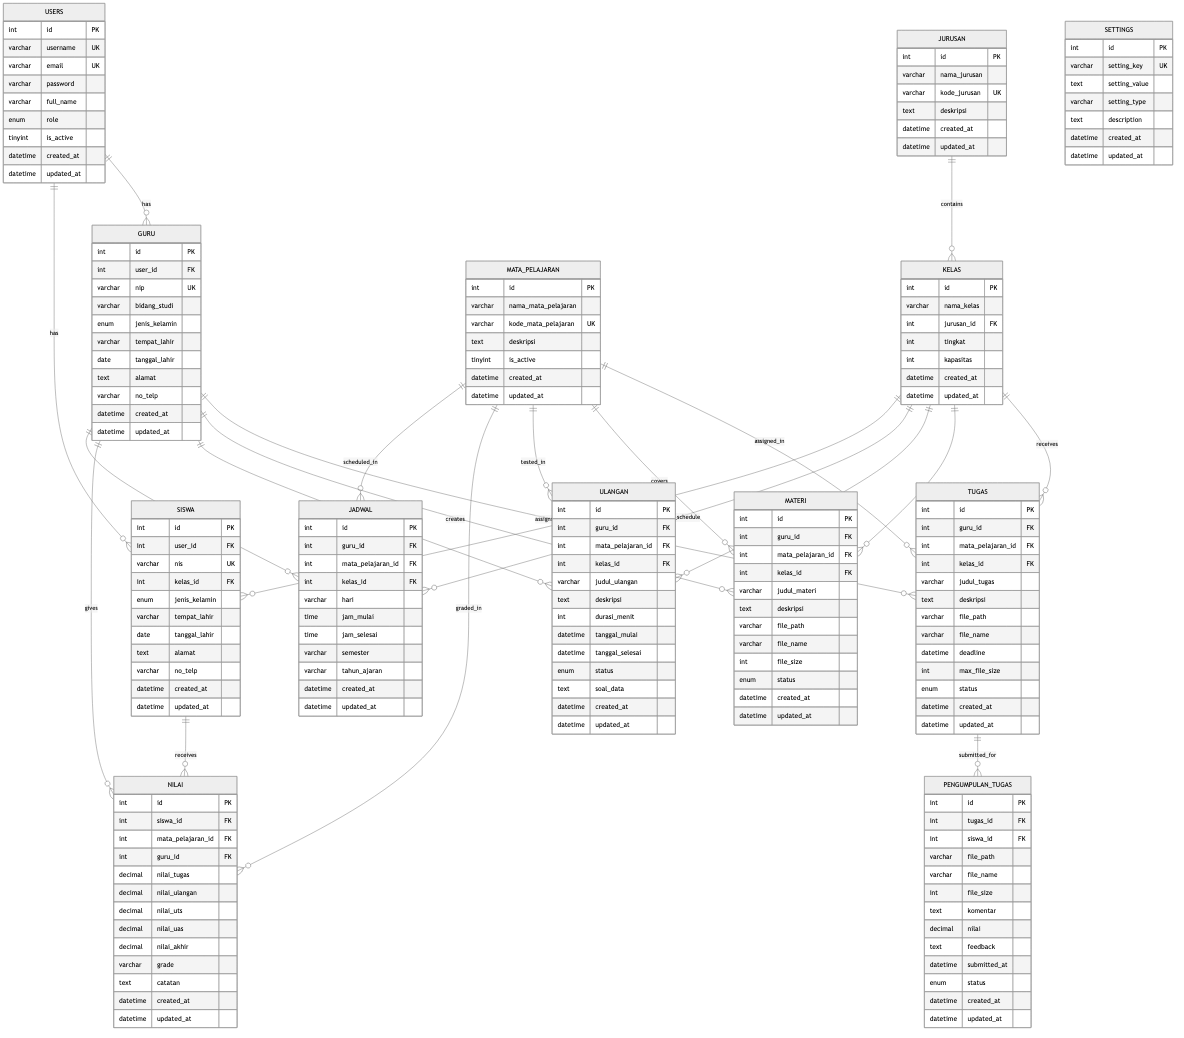 USERS
int id PK
varchar username UK
varchar email UK
varchar password
varchar full_name
enum role
tinyint is_active
datetime created_at
datetime updated_at
JURUSAN
int id PK
varchar nama_jurusan
varchar kode_jurusan UK
text deskripsi
datetime created_at
datetime updated_at
SETTINGS
int id PK
varchar setting_key UK
text setting_value
varchar setting_type
text description
datetime created_at
datetime updated_at
has
contains
has
GURU
int id PK
int user_id FK
varchar nip UK
varchar bidang_studi
enum jenis_kelamin
varchar tempat_lahir
date tanggal_lahir
text alamat
varchar no_telp
datetime created_at
datetime updated_at
MATA_PELAJARAN
int id PK
varchar nama_mata_pelajaran
varchar kode_mata_pelajaran UK
text deskripsi
tinyint is_active
datetime created_at
datetime updated_at
KELAS
int id PK
varchar nama_kelas
int jurusan_id FK
int tingkat
int kapasitas
datetime created_at
datetime updated_at
scheduled_in
tested_in
assigned_in
receives
covers
creates
schedule
SISWA
int id PK
int user_id FK
varchar nis UK
int kelas_id FK
enum jenis_kelamin
varchar tempat_lahir
date tanggal_lahir
text alamat
varchar no_telp
datetime created_at
datetime updated_at
JADWAL
int id PK
int guru_id FK
int mata_pelajaran_id FK
int kelas_id FK
varchar hari
time jam_mulai
time jam_selesai
varchar semester
varchar tahun_ajaran
datetime created_at
datetime updated_at
ULANGAN
int id PK
int guru_id FK
int mata_pelajaran_id FK
int kelas_id FK
varchar judul_ulangan
text deskripsi
int durasi_menit
datetime tanggal_mulai
datetime tanggal_selesai
enum status
text soal_data
datetime created_at
datetime updated_at
MATERI
int id PK
int guru_id FK
int mata_pelajaran_id FK
int kelas_id FK
varchar judul_materi
text deskripsi
varchar file_path
varchar file_name
int file_size
enum status
datetime created_at
datetime updated_at
TUGAS
int id PK
int guru_id FK
int mata_pelajaran_id FK
int kelas_id FK
varchar judul_tugas
text deskripsi
varchar file_path
varchar file_name
datetime deadline
int max_file_size
enum status
datetime created_at
datetime updated_at
gives
graded_in
receives
submitted_for
NILAI
int id PK
int siswa_id FK
int mata_pelajaran_id FK
int guru_id FK
decimal nilai_tugas
decimal nilai_ulangan
decimal nilai_uts
decimal nilai_uas
decimal nilai_akhir
varchar grade
text catatan
datetime created_at
datetime updated_at
PENGUMPULAN_TUGAS
int id PK
int tugas_id FK
int siswa_id FK
varchar file_path
varchar file_name
int file_size
text komentar
decimal nilai
text feedback
datetime submitted_at
enum status
datetime created_at
datetime updated_at